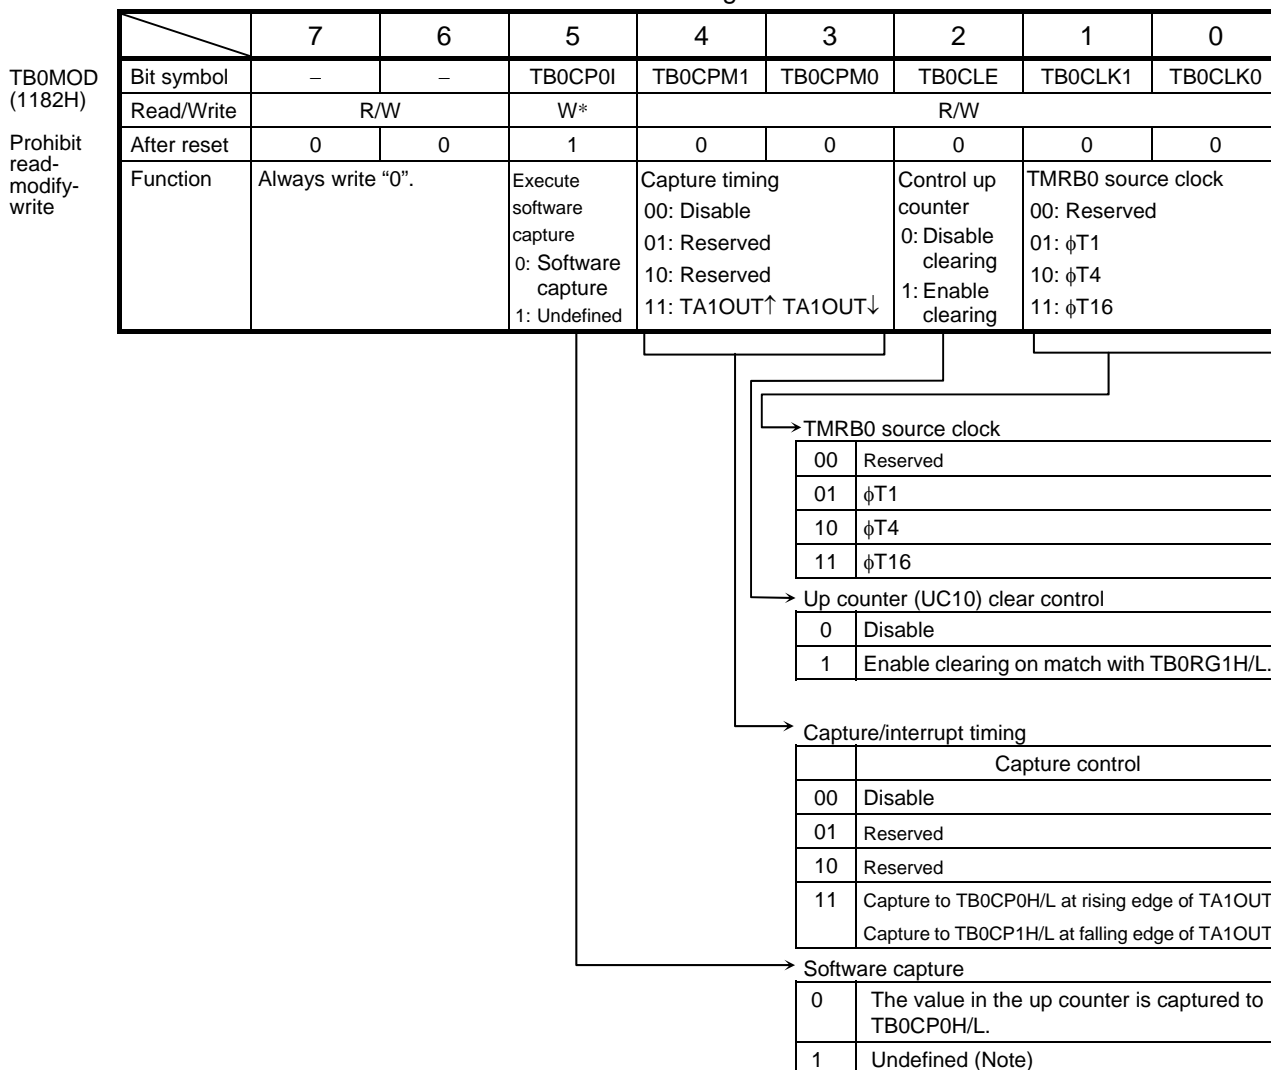 7 6 5 4 3 2 1 0
TB0MOD
(1182H)
Prohibit
read-
modify-
write
Bit symbol − − TB0CP0I TB0CPM1 TB0CPM0 TB0CLE TB0CLK1 TB0CLK0
Read/Write R/W W* R/W
After reset 0 0 1 0 0 0 0 0
Function
Always write “0”.
Execute
software
capture
0: Software
capture
1: Undefined
Capture timing
00: Disable
01: Reserved
10: Reserved
11: TA1OUT↑ TA1OUT↓
Control up
counter
0: Disable
clearing
1: Enable
clearing
TMRB0 source clock
00: Reserved
01: ϕT1
10: ϕT4
11: ϕT16
TMRB0 source clock
00 Reserved
01 ϕT1
10 ϕT4
11 ϕT16
Up counter (UC10) clear control
0 Disable
1 Enable clearing on match with TB0RG1H/L.
Capture/interrupt timing
Capture control
00 Disable
01 Reserved
10 Reserved
11 Capture to TB0CP0H/L at rising edge of TA1OUT
Capture to TB0CP1H/L at falling edge of TA1OUT
Software capture
0 The value in the up counter is captured to
TB0CP0H/L.
1 Undefined (Note)